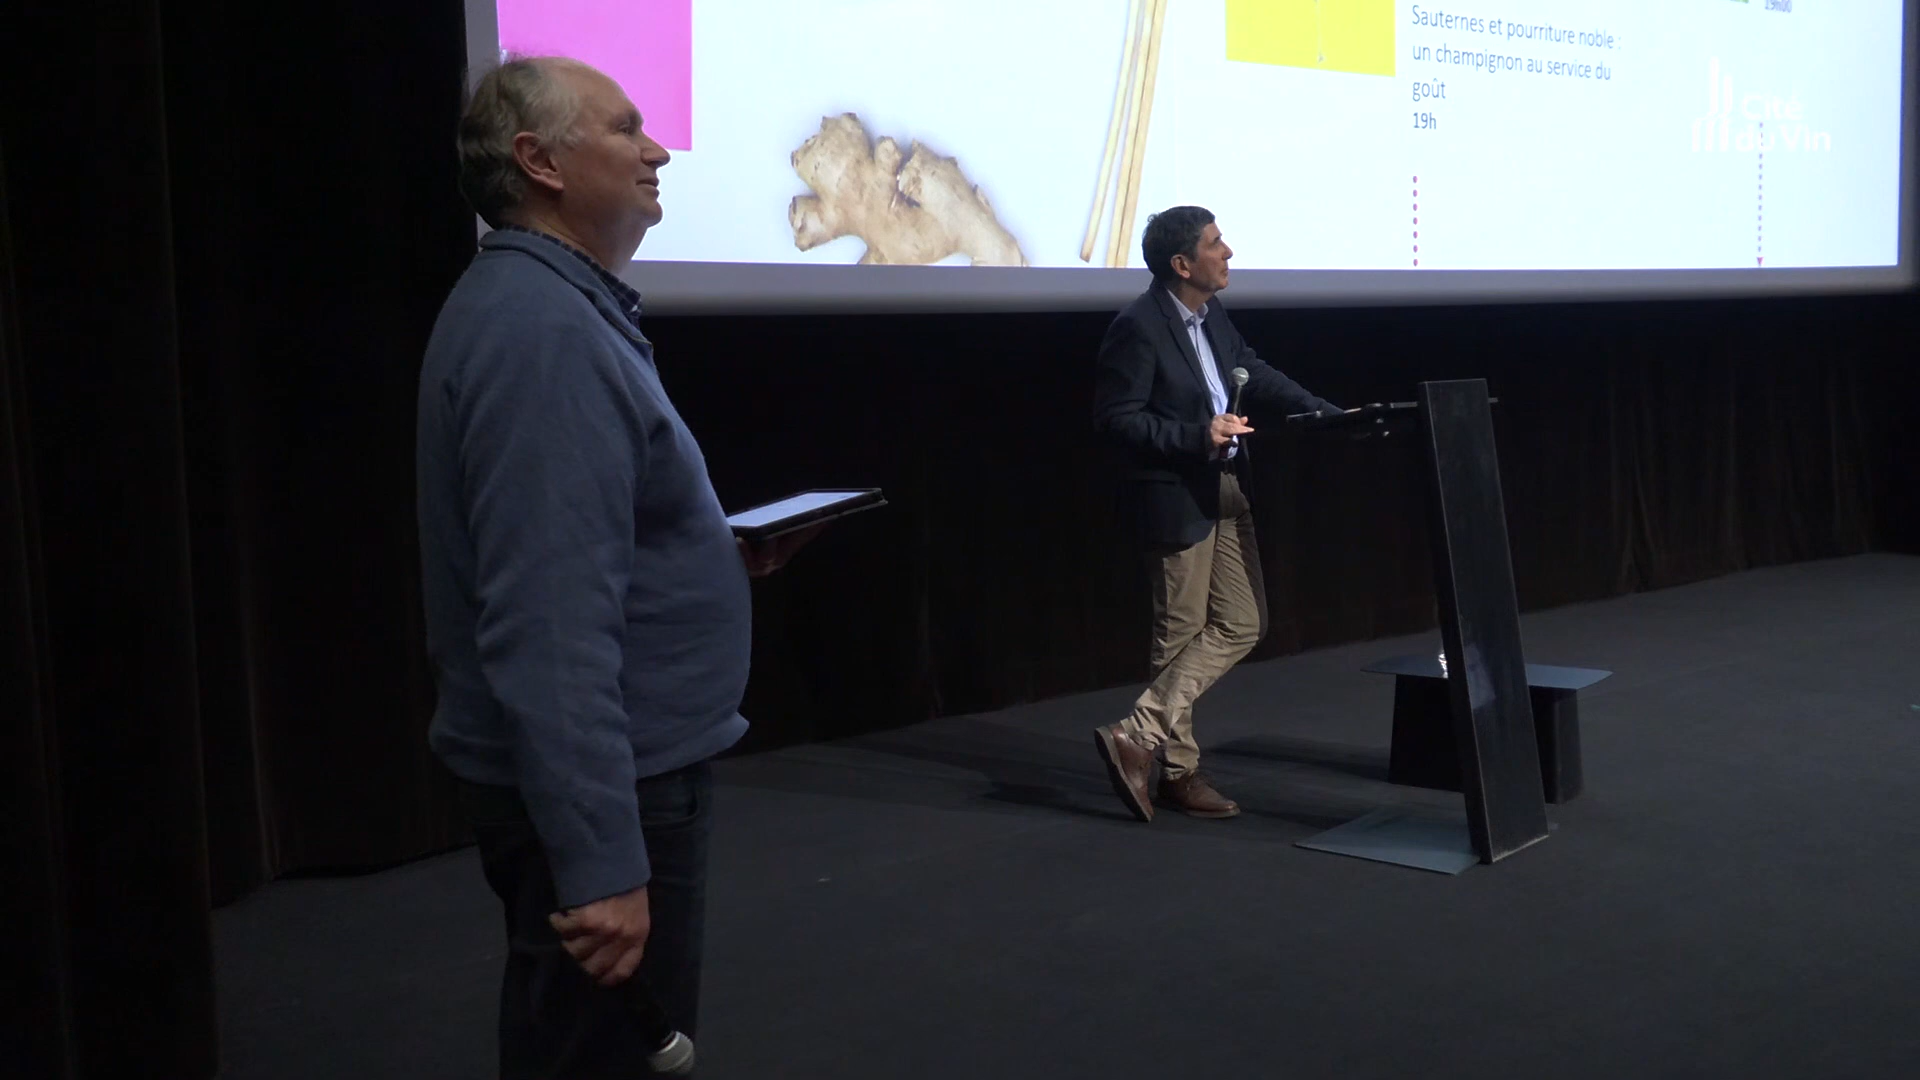 19h00
Sauternes et pourriture noble :
un champignon au service du
goût
19h
Cité
du Vin